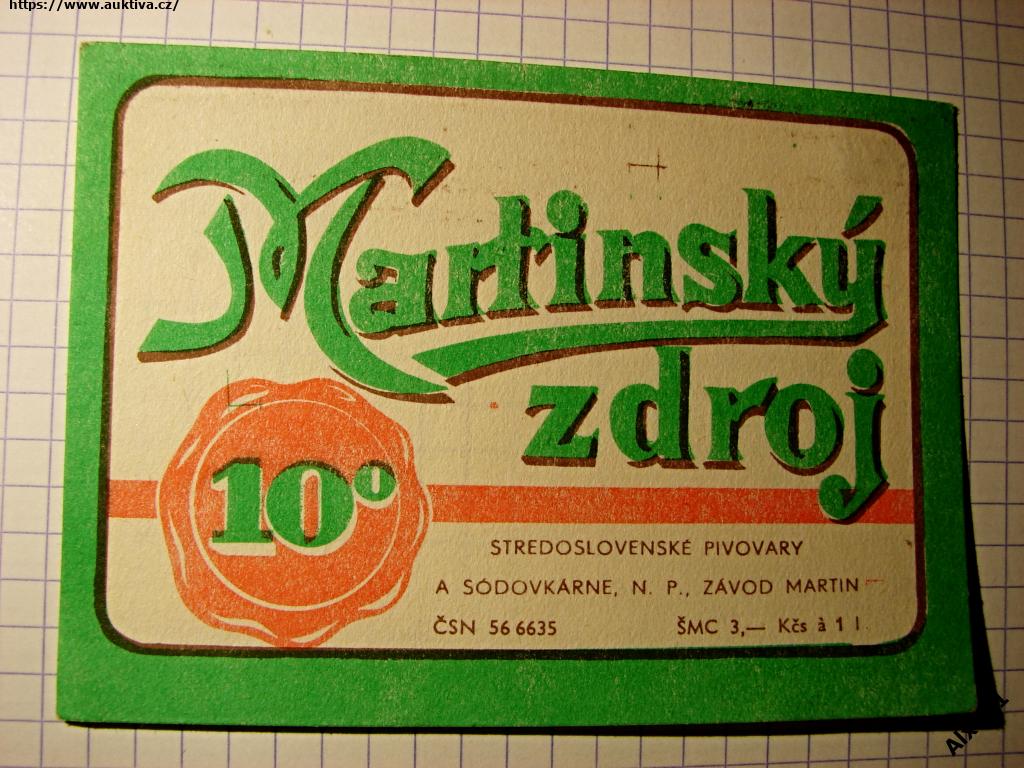 https://www.auktiva.cz/
Martinský
zdroj
10°
STREDOSLOVENSKÉ PIVOVARY
A SÓDOVKÁRNE, N. P., ZÁVOD MARTIN
ČSN 56 6635 ŠMC 3,— Kčs à 1 l